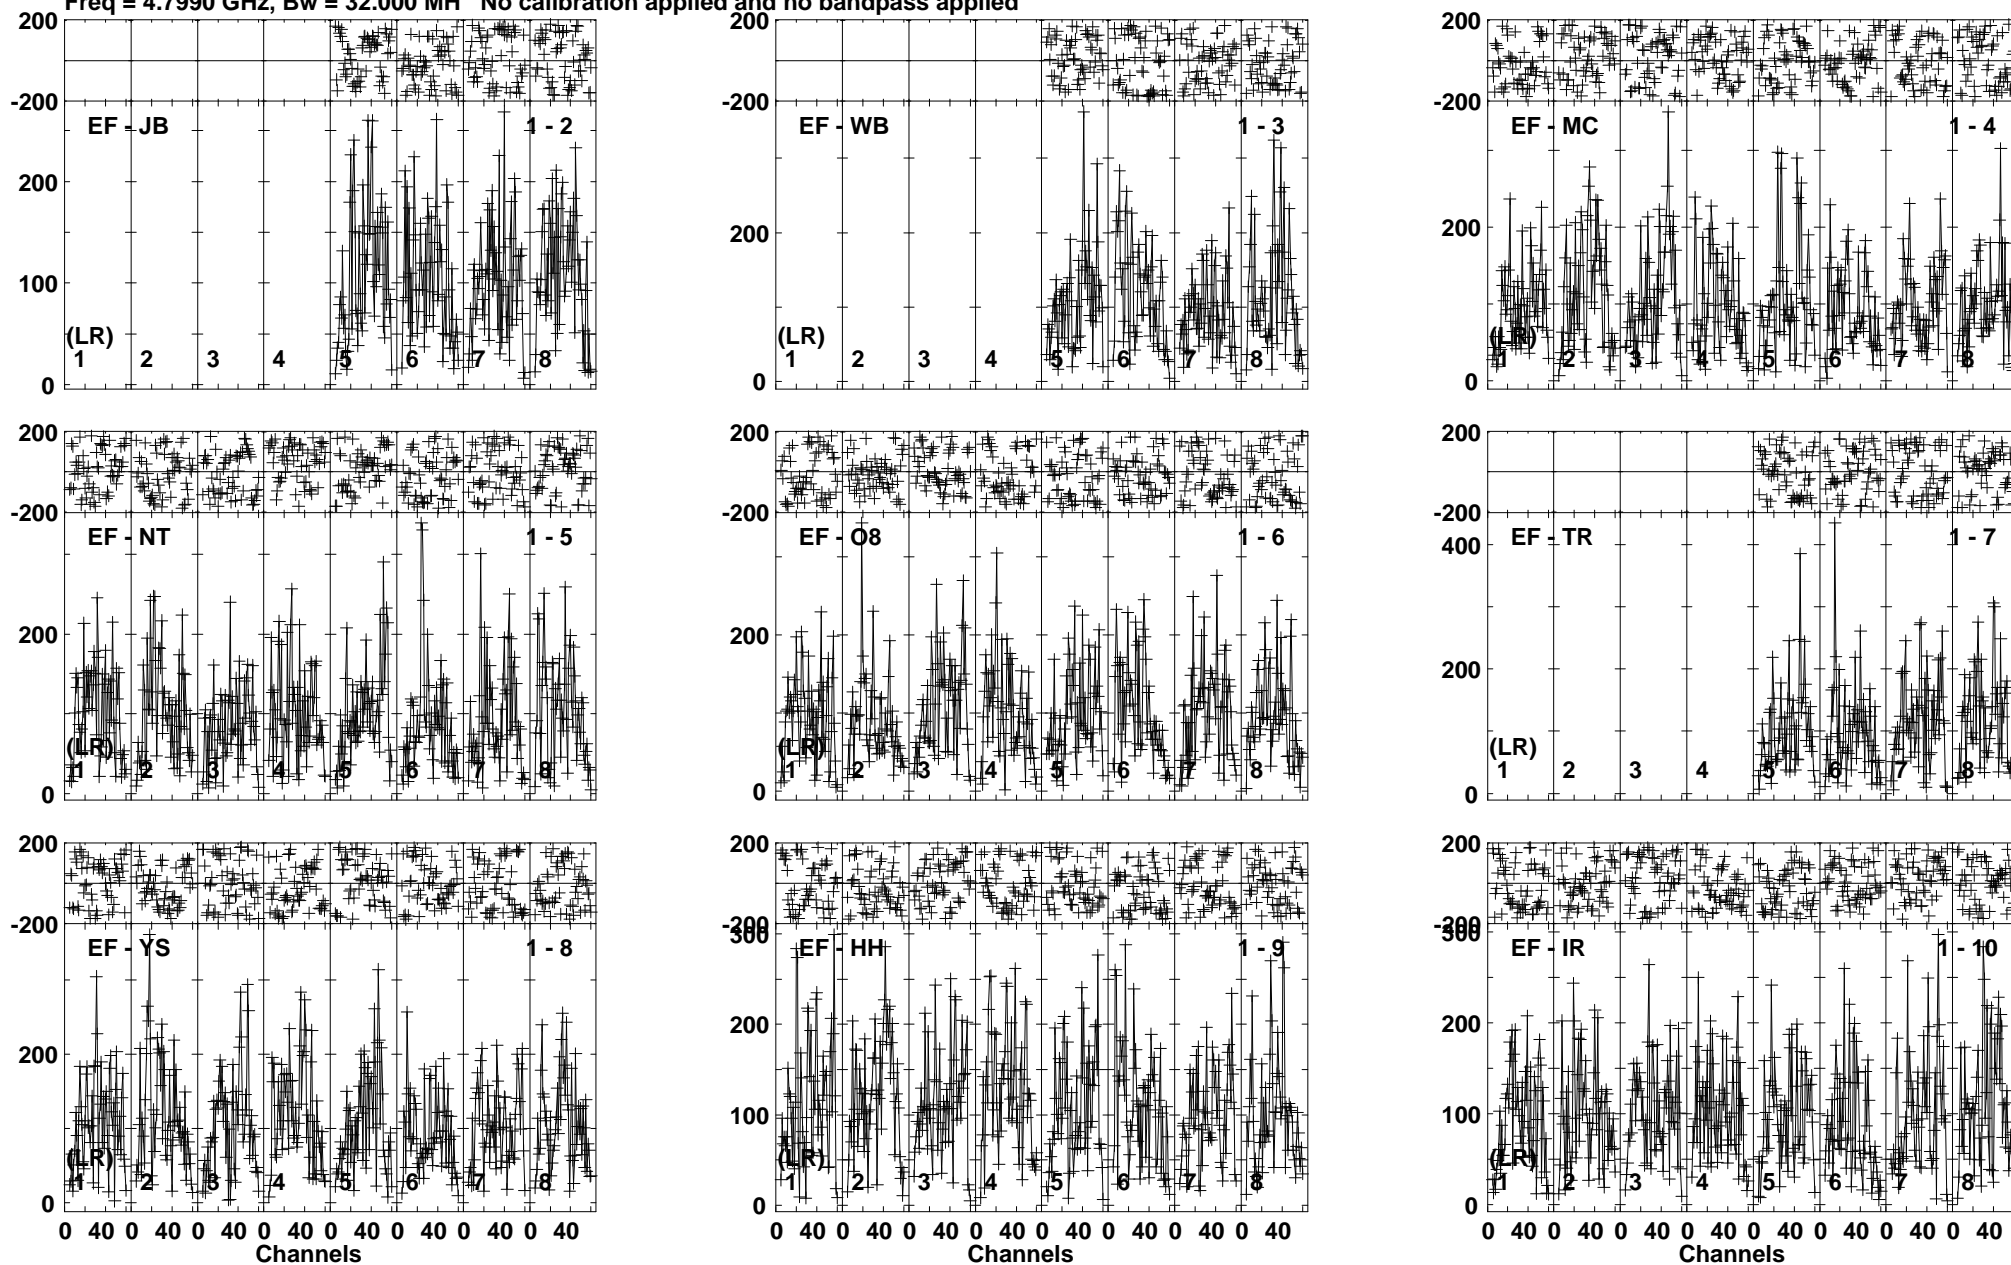 Freq = 4.7990 GHz, Bw = 32.000 MH No calibration applied and no bandpass applied
200 200 200
-200 -200 -200
EF - JB 1 - 2 EF - WB 1 - 3 EF - MC 1 - 4
200 200 200
100
(LR) (LR) (LR)
1 2 3 4 5 6 7 8 1 2 3 4 5 6 7 8 1 2 3 4 5 6 7 8
0 0 0
200 200 200
-200 -200 -200
EF - NT 1 - 5 EF - O8 1 - 6 EF - TR 1 - 7
400
200 200 200
(LR) (LR) (LR)
1 2 3 4 5 6 7 8 1 2 3 4 5 6 7 8 1 2 3 4 5 6 7 8
0 0 0
200 200 200
-200 -200 -200
300 300
EF - YS 1 - 8 EF - HH 1 - 9 EF - IR 1 - 10
200 200 200
100 100
(LR) (LR) (LR)
1 2 3 4 5 6 7 8 1 2 3 4 5 6 7 8 1 2 3 4 5 6 7 8
0 0 0
0 40 0 40 0 40 0 40 0 40 0 40 0 40 0 40 0 40 0 40 0 40 0 40 0 40 0 40 0 40 0 40 0 40 0 40 0 40 0 40 0 40 0 40 0 40 0 40
Channels Channels Channels